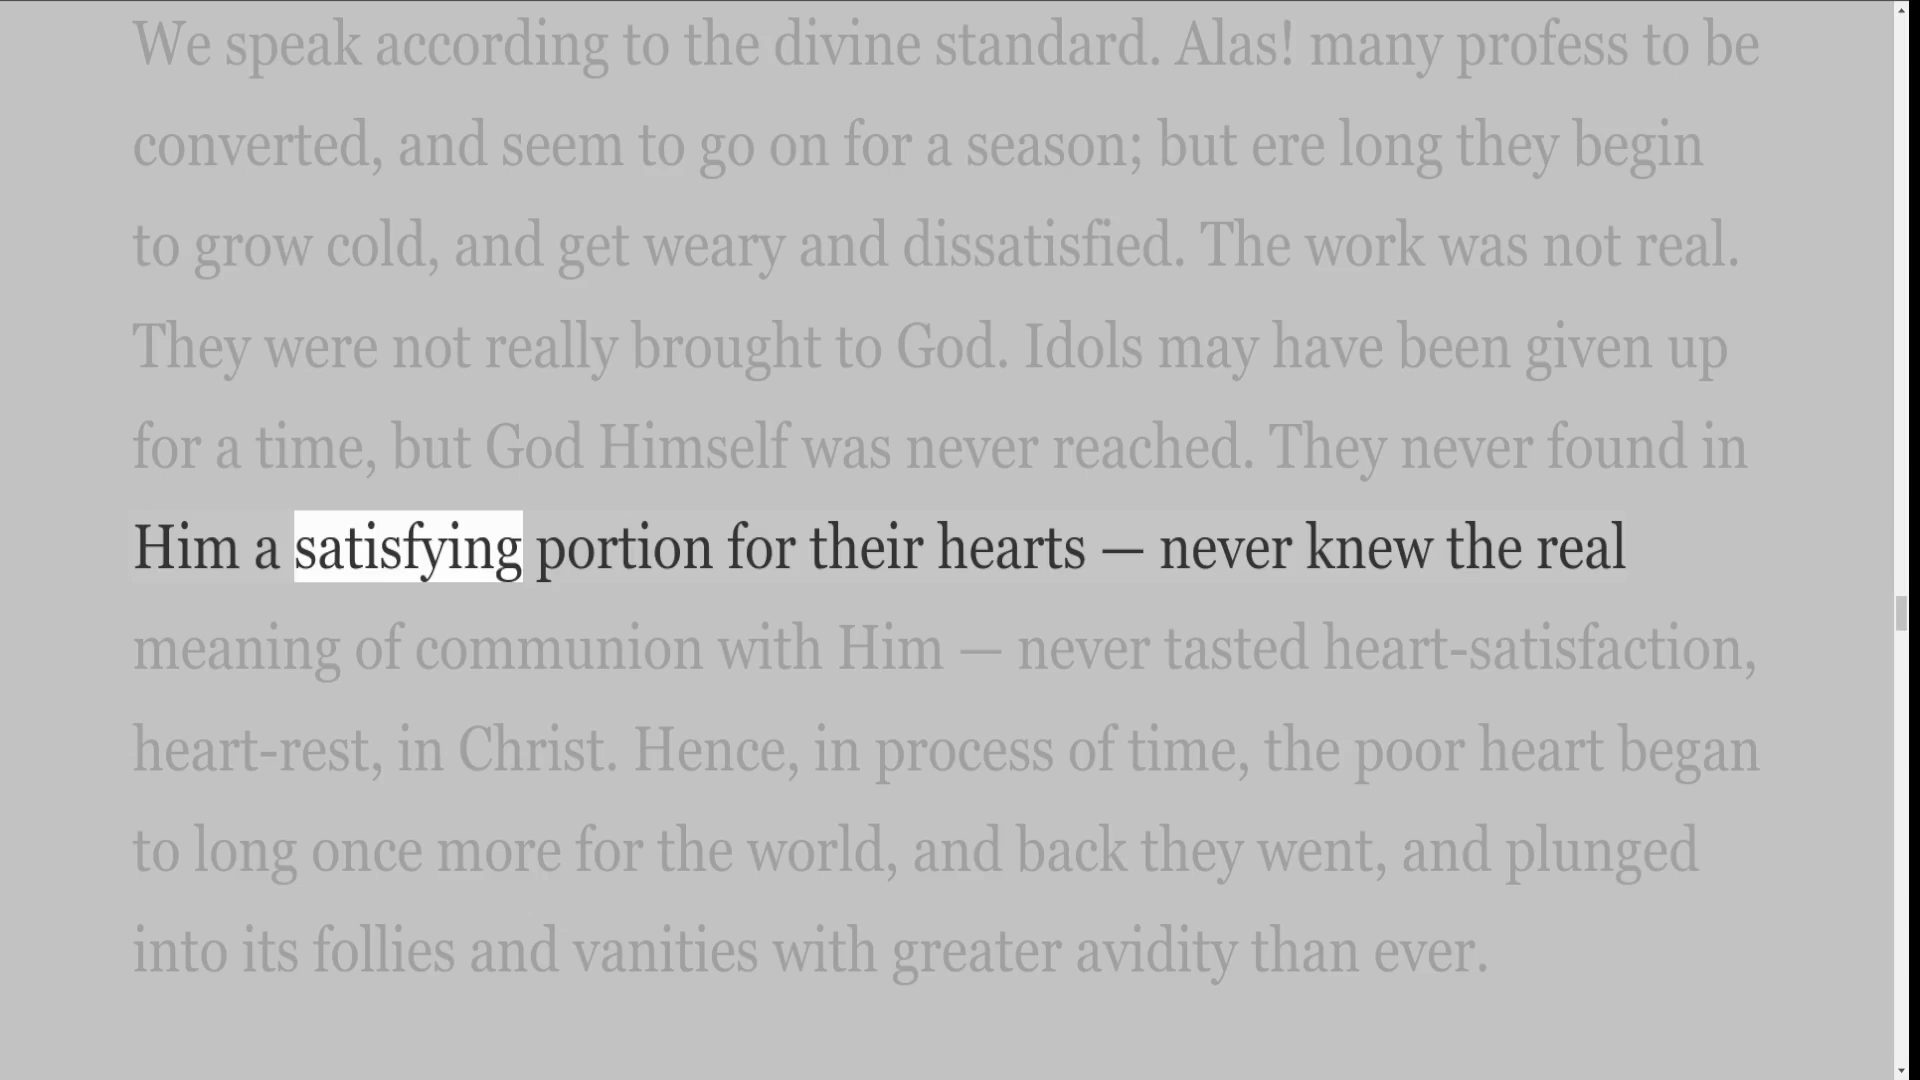 We speak according to the divine standard. Alas! many profess to be
converted, and seem to go on for a season; but ere long they begin
to grow cold, and get weary and dissatisfied. The work was not real.
They were not really brought to God. Idols may have been given up
for a time, but God Himself was never reached. They never found in
Him a satisfying portion for their hearts — never knew the real
meaning of communion with Him — never tasted heart-satisfaction,
heart-rest, in Christ. Hence, in process of time, the poor heart began
to long once more for the world, and back they went, and plunged
into its follies and vanities with greater avidity than ever.